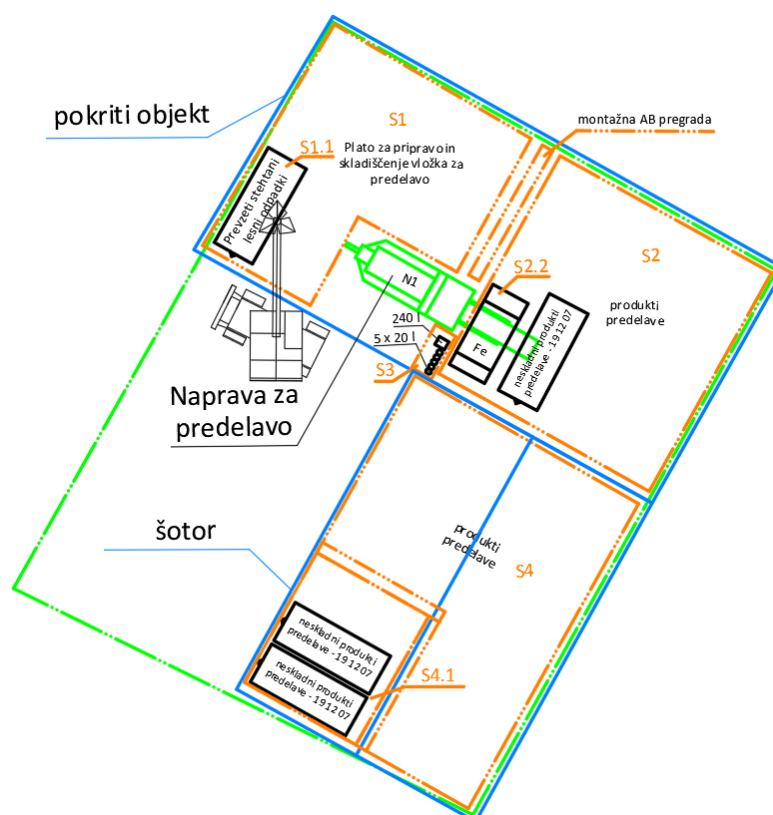 pokriti objekt
S1
montažna AB pregrada
S1.1
Plato za pripravo in
skladiščenje vložka za
predelavo
Prevzeti stehtani
lesni odpadki
S2
S2.2
N1
produkti
predelave
240 l
5 x 20 l
Fe
neskladni produkti
predelave - 19 12 07
S3
Naprava za
predelavo
šotor
produkti
predelave
S4
neskladni produkti
predelave - 19 12 07
neskladni produkti
predelave - 19 12 07
S4.1